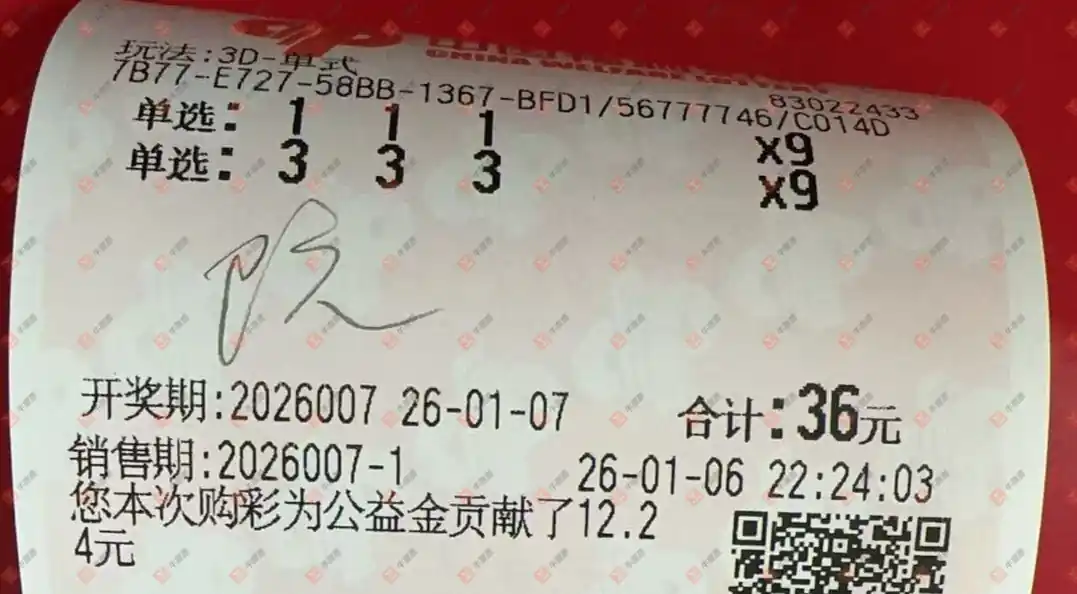 CHINA WELFARE LOTTERY
玩法:3D-单式
83022433
7B77-E727-58BB-1367-BFD1/56777746/C014D
单选: 1 1 1 x9
单选: 3 3 3 x9
开奖期:2026007 26-01-07 合计:36元
销售期:2026007-1 26-01-06 22:24:03
您本次购彩为公益金贡献了12.2
4元